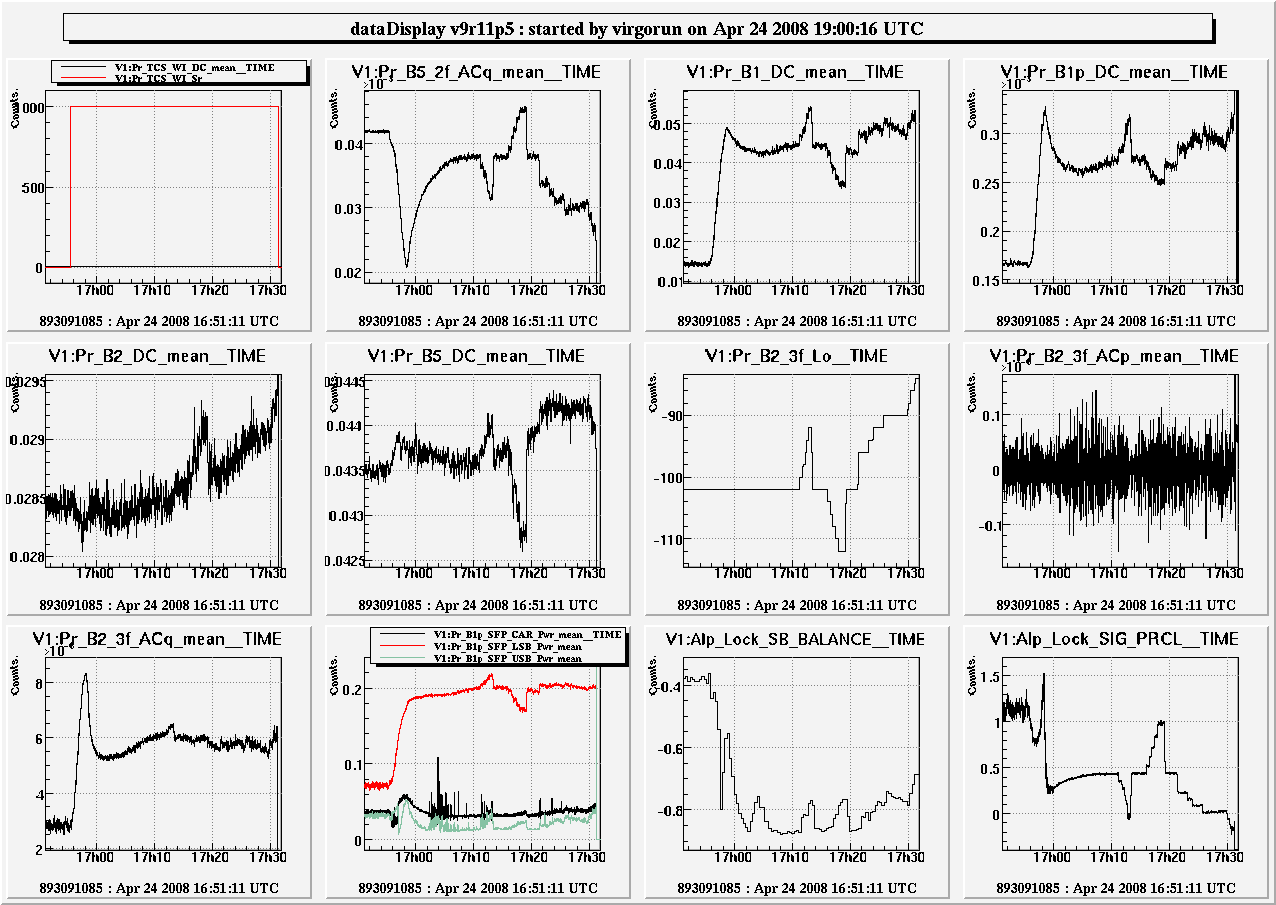 dataDisplay v9r11p5 : started by virgorun on Apr 24 2008 19:00:16 UTC
V1:Pr_TCS_WI_DC_mean__TIME
V1:Pr_TCS_WI_Sr
Counts.
000
500
0
17h00 17h10 17h20 17h30
893091085 : Apr 24 2008 16:51:11 UTC
V1:Pr_B5_2f_ACq_mean__TIME
Counts.
0.04
0.03
0.02
17h00 17h10 17h20 17h30
893091085 : Apr 24 2008 16:51:11 UTC
V1:Pr_B1_DC_mean__TIME
Counts.
0.05
0.04
0.03
0.02
0.01
17h00 17h10 17h20 17h30
893091085 : Apr 24 2008 16:51:11 UTC
V1:Pr_B1p_DC_mean__TIME
Counts.
0.3
0.25
0.2
0.15
17h00 17h10 17h20 17h30
893091085 : Apr 24 2008 16:51:11 UTC
V1:Pr_B2_DC_mean__TIME
Counts.
0.0295
0.029
0.0285
0.028
17h00 17h10 17h20 17h30
893091085 : Apr 24 2008 16:51:11 UTC
V1:Pr_B5_DC_mean__TIME
Counts.
0.0445
0.044
0.0435
0.043
0.0425
17h00 17h10 17h20 17h30
893091085 : Apr 24 2008 16:51:11 UTC
V1:Pr_B2_3f_Lo__TIME
Counts.
-90
-100
-110
17h00 17h10 17h20 17h30
893091085 : Apr 24 2008 16:51:11 UTC
V1:Pr_B2_3f_ACp_mean__TIME
Counts.
0.1
0
-0.1
17h00 17h10 17h20 17h30
893091085 : Apr 24 2008 16:51:11 UTC
V1:Pr_B2_3f_ACq_mean__TIME
Counts.
8
6
4
2
17h00 17h10 17h20 17h30
893091085 : Apr 24 2008 16:51:11 UTC
V1:Pr_B1p_SFP_CAR_Pwr_mean__TIME
V1:Pr_B1p_SFP_LSB_Pwr_mean
V1:Pr_B1p_SFP_USB_Pwr_mean
Counts.
0.2
0.1
0
17h00 17h10 17h20 17h30
893091085 : Apr 24 2008 16:51:11 UTC
V1:Alp_Lock_SB_BALANCE__TIME
Counts.
-0.4
-0.6
-0.8
17h00 17h10 17h20 17h30
893091085 : Apr 24 2008 16:51:11 UTC
V1:Alp_Lock_SIG_PRCL__TIME
Counts.
1.5
1
0.5
0
17h00 17h10 17h20 17h30
893091085 : Apr 24 2008 16:51:11 UTC